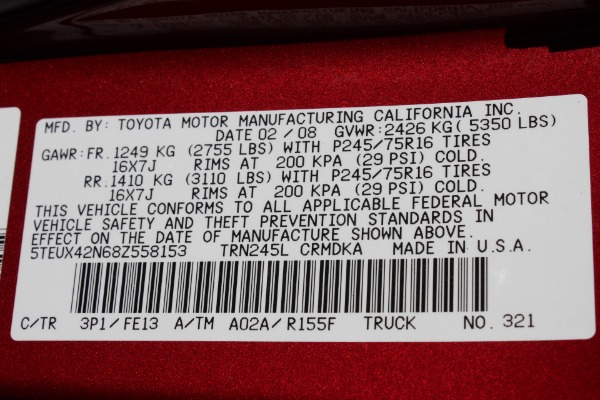 MFD. BY: TOYOTA MOTOR MANUFACTURING CALIFORNIA INC.
DATE 02 / 08 GVWR: 2426 KG( 5350 LBS)
GAWR: FR. 1249 KG (2755 LBS) WITH P245/75R16 TIRES
16X7J RIMS AT 200 KPA (29 PSI) COLD.
RR. 1410 KG (3110 LBS) WITH P245/75R16 TIRES
16X7J RIMS AT 200 KPA (29 PSI) COLD.
THIS VEHICLE CONFORMS TO ALL APPLICABLE FEDERAL MOTOR
VEHICLE SAFETY AND THEFT PREVENTION STANDARDS IN
EFFECT ON THE DATE OF MANUFACTURE SHOWN ABOVE.
5TEUX42N68Z558153 TRN245L CRMDKA MADE IN U.S.A.
C/TR 3P1/FE13 A/TM A02A/R155F TRUCK NO. 321